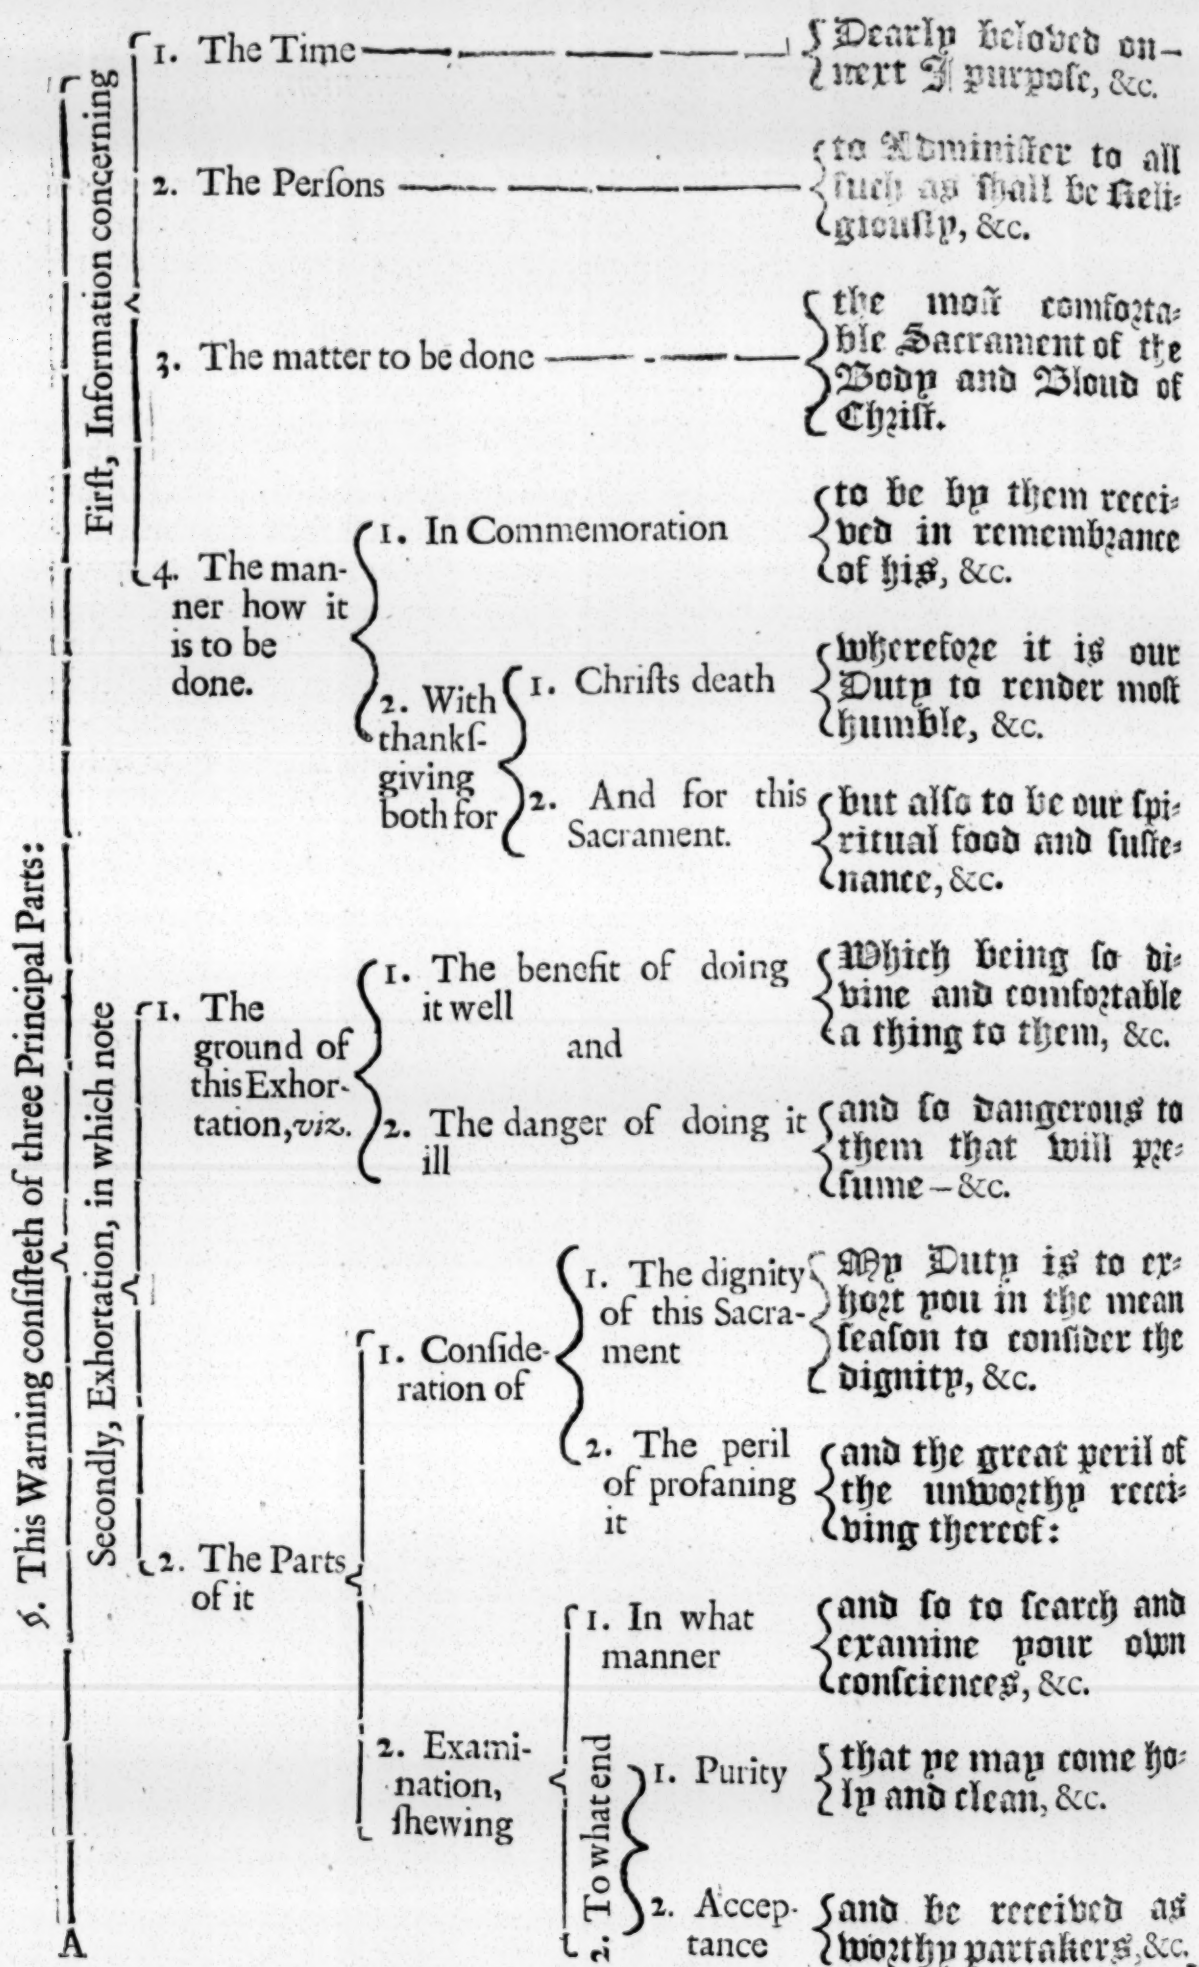 §. This Warning conſiſteth of three Principal Parts:
Firſt, Information concerning
1. The Time
Dearly beloved on—
next I purpoſe, &c.
2. The Perſons
to Adminiſter to all
ſuch as ſhall be Reli-
giouſly, &c.
3. The matter to be done
the moſt comforta-
ble Sacrament of the
Body and Bloud of
Chriſt.
4. The man-
ner how it
is to be
done.
1. In Commemoration
to be by them recei-
ved in remembrance
of his, &c.
2. With
thankſ-
giving
both for
1. Chriſts death
wherefore it is our
Duty to render moſt
humble, &c.
2. And for this
Sacrament.
but alſo to be our ſpi-
ritual food and ſuſte-
nance, &c.
Secondly, Exhortation, in which note
1. The
ground of
this Exhor-
tation, viz.
1. The benefit of doing
it well
and
Which being ſo di-
vine and comfortable
a thing to them, &c.
2. The danger of doing it
ill
and ſo dangerous to
them that will pre-
ſume — &c.
2. The Parts
of it
1. Conſide-
ration of
1. The dignity
of this Sacra-
ment
My Duty is to ex-
hort you in the mean
ſeaſon to conſider the
dignity, &c.
2. The peril
of profaning
it
and the great peril of
the unworthy recei-
ving thereof:
2. Exami-
nation,
ſhewing
1. In what
manner
and ſo to ſearch and
examine your own
conſciences, &c.
2. To what end
1. Purity
that ye may come ho-
ly and clean, &c.
2. Accep-
tance
and be received as
worthy partakers, &c.
A